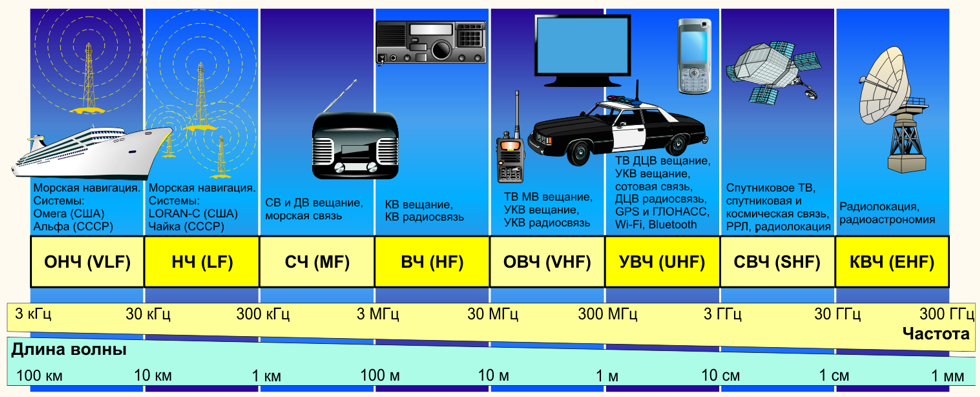 Морская навигация.
Системы:
Омега (США)
Альфа (СССР)
Морская навигация.
Системы:
LORAN-C (США)
Чайка (СССР)
СВ и ДВ вещание,
морская связь
КВ вещание,
КВ радиосвязь
ТВ МВ вещание,
УКВ вещание,
УКВ радиосвязь
ТВ ДЦВ вещание,
УКВ вещание,
сотовая связь,
ДЦВ радиосвязь,
GPS и ГЛОНАСС,
Wi-Fi, Bluetooth
Спутниковое ТВ,
спутниковая и
космическая связь,
РРЛ, радиолокация
Радиолокация,
радиоастрономия
ОНЧ (VLF)
НЧ (LF)
СЧ (MF)
ВЧ (HF)
ОВЧ (VHF)
УВЧ (UHF)
СВЧ (SHF)
КВЧ (EHF)
3 кГц 30 кГц 300 кГц 3 МГц 30 МГц 300 МГц 3 ГГц 30 ГГц 300 ГГц
Частота
Длина волны
100 км 10 км 1 км 100 м 10 м 1 м 10 см 1 см 1 мм